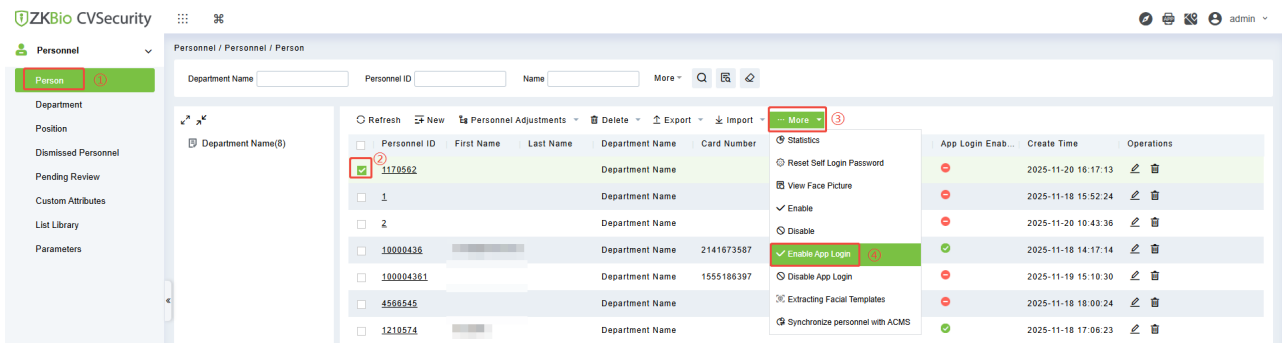 ZKBio CVSecurity admin
Personnel
Personnel / Personnel / Person
Person ①
Department Name Personnel ID Name More
Department
Position
Dismissed Personnel
Pending Review
Custom Attributes
List Library
Parameters
Department Name(8)
Refresh New Personnel Adjustments Delete Export Import ··· More ③
Personnel ID First Name Last Name Department Name Card Number App Login Enab... Create Time Operations
② 1170562 Department Name 2025-11-20 16:17:13
1 Department Name 2025-11-18 15:52:24
2 Department Name 2025-11-20 10:43:36
10000436 Department Name 2141673587 2025-11-18 14:17:14
100004361 Department Name 1555186397 2025-11-19 15:10:30
4566545 Department Name 2025-11-18 18:00:24
1210574 Department Name 2025-11-18 17:06:23
Statistics
Reset Self Login Password
View Face Picture
Enable
Disable
Enable App Login ④
Disable App Login
Extracting Facial Templates
Synchronize personnel with ACMS